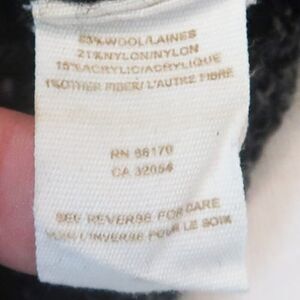 63% WOOL/LAINES
21% NYLON/NYLON
15% ACRYLIC/ACRYLIQUE
1% OTHER FIBER/ L'AUTRE FIBRE
RN 66170
CA 32054
SEE REVERSE FOR CARE
VOIR L'INVERSE POUR LE SOIN